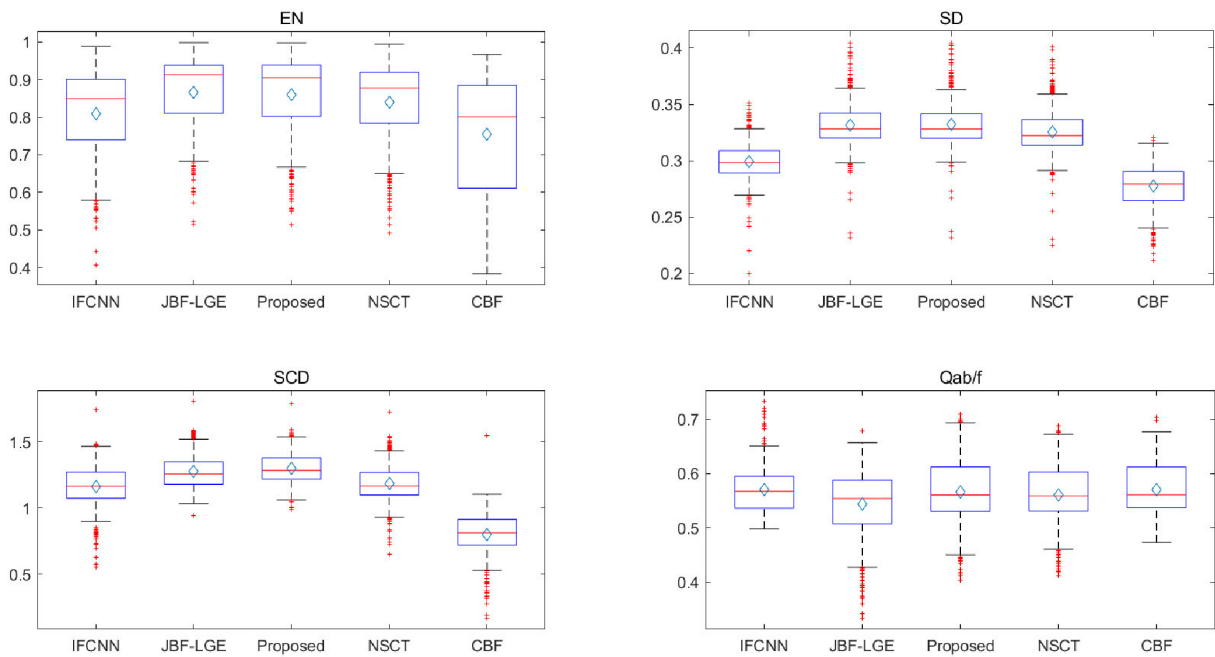 EN
1
0.9
0.8
0.7
0.6
0.5
0.4
IFCNN JBF-LGE Proposed NSCT CBF
SD
0.4
0.35
0.3
0.25
0.2
IFCNN JBF-LGE Proposed NSCT CBF
SCD
1.5
1
0.5
IFCNN JBF-LGE Proposed NSCT CBF
Qab/f
0.7
0.6
0.5
0.4
IFCNN JBF-LGE Proposed NSCT CBF